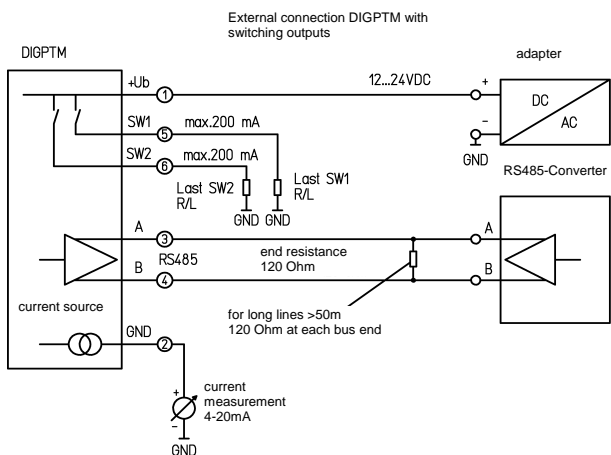 External connection DIGPTM with
switching outputs
DIGPTM
adapter
+Ub
1
12...24VDC
+
DC
AC
-
GND
SW1
5
max.200 mA
SW2
6
max.200 mA
Last SW2
R/L
Last SW1
R/L
GND
GND
RS485-Converter
A
3
A
RS485
end resistance
120 Ohm
B
4
B
for long lines >50m
120 Ohm at each bus end
current source
GND
2
+
current
measurement
4-20mA
-
GND